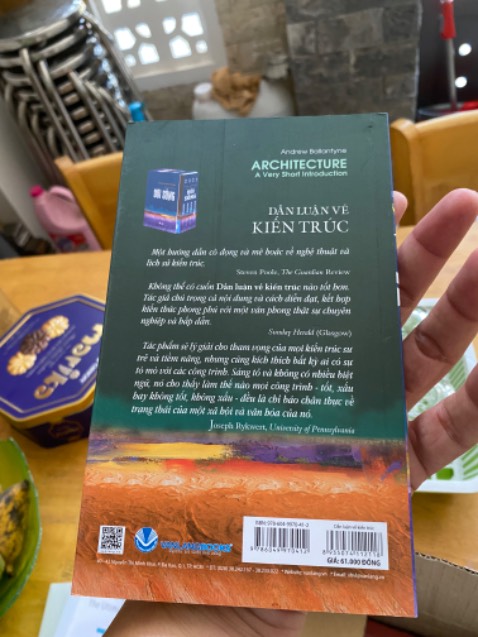 Andrew Ballantyne
ARCHITECTURE
A Very Short Introduction
DẪN LUẬN VỀ
KIẾN TRÚC
Một hướng dẫn cô đọng và mê hoặc về nghệ thuật và
lịch sử kiến trúc.
Steven Poole, The Guardian Review
Không thể có cuốn Dẫn luận về kiến trúc nào tốt hơn.
Tác giả chú trọng cả nội dung và cách diễn đạt, kết hợp
kiến thức phong phú với một văn phong thật sự chuyên
nghiệp và hấp dẫn.
Sunday Herald (Glasgow)
Tác phẩm sẽ lý giải cho tham vọng của mọi kiến trúc sư
trẻ và tiềm năng, nhưng cũng kích thích bất kỳ ai có sự
tò mò với các công trình. Sáng tỏ và không có nhiều biệt
ngữ, nó cho thấy làm thế nào mọi công trình - tốt, xấu
hay không tốt, không xấu - đều là chỉ báo chân thực về
trạng thái của một xã hội và văn hóa của nó.
Joseph Rykwert, University of Pennsylvania
VANLANGBOOKS
Dẫn luận về kiến trúc
GIÁ: 61.000 ĐỒNG